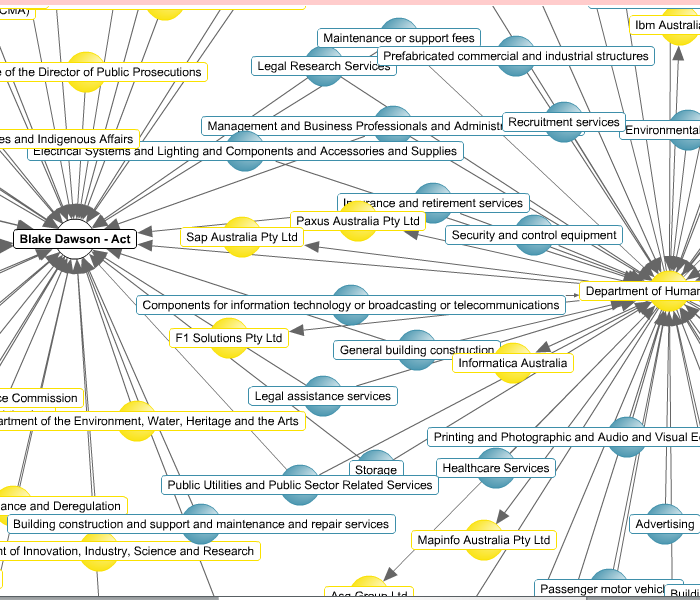 CMA)
Ibm Australia
Maintenance or support fees
Prefabricated commercial and industrial structures
Legal Research Services
e of the Director of Public Prosecutions
Management and Business Professionals and Administr
Recruitment services
Environmental
es and Indigenous Affairs
Electrical Systems and Lighting and Components and Accessories and Supplies
Insurance and retirement services
Paxus Australia Pty Ltd
Blake Dawson - Act
Sap Australia Pty Ltd
Security and control equipment
Department of Human
Components for information technology or broadcasting or telecommunications
F1 Solutions Pty Ltd
General building construction
Informatica Australia
Legal assistance services
ce Commission
artment of the Environment, Water, Heritage and the Arts
Printing and Photographic and Audio and Visual E
Storage
Healthcare Services
Public Utilities and Public Sector Related Services
ance and Deregulation
Building construction and support and maintenance and repair services
Advertising
Mapinfo Australia Pty Ltd
nt of Innovation, Industry, Science and Research
Passenger motor vehicl
Buildi
Asg Group Ltd